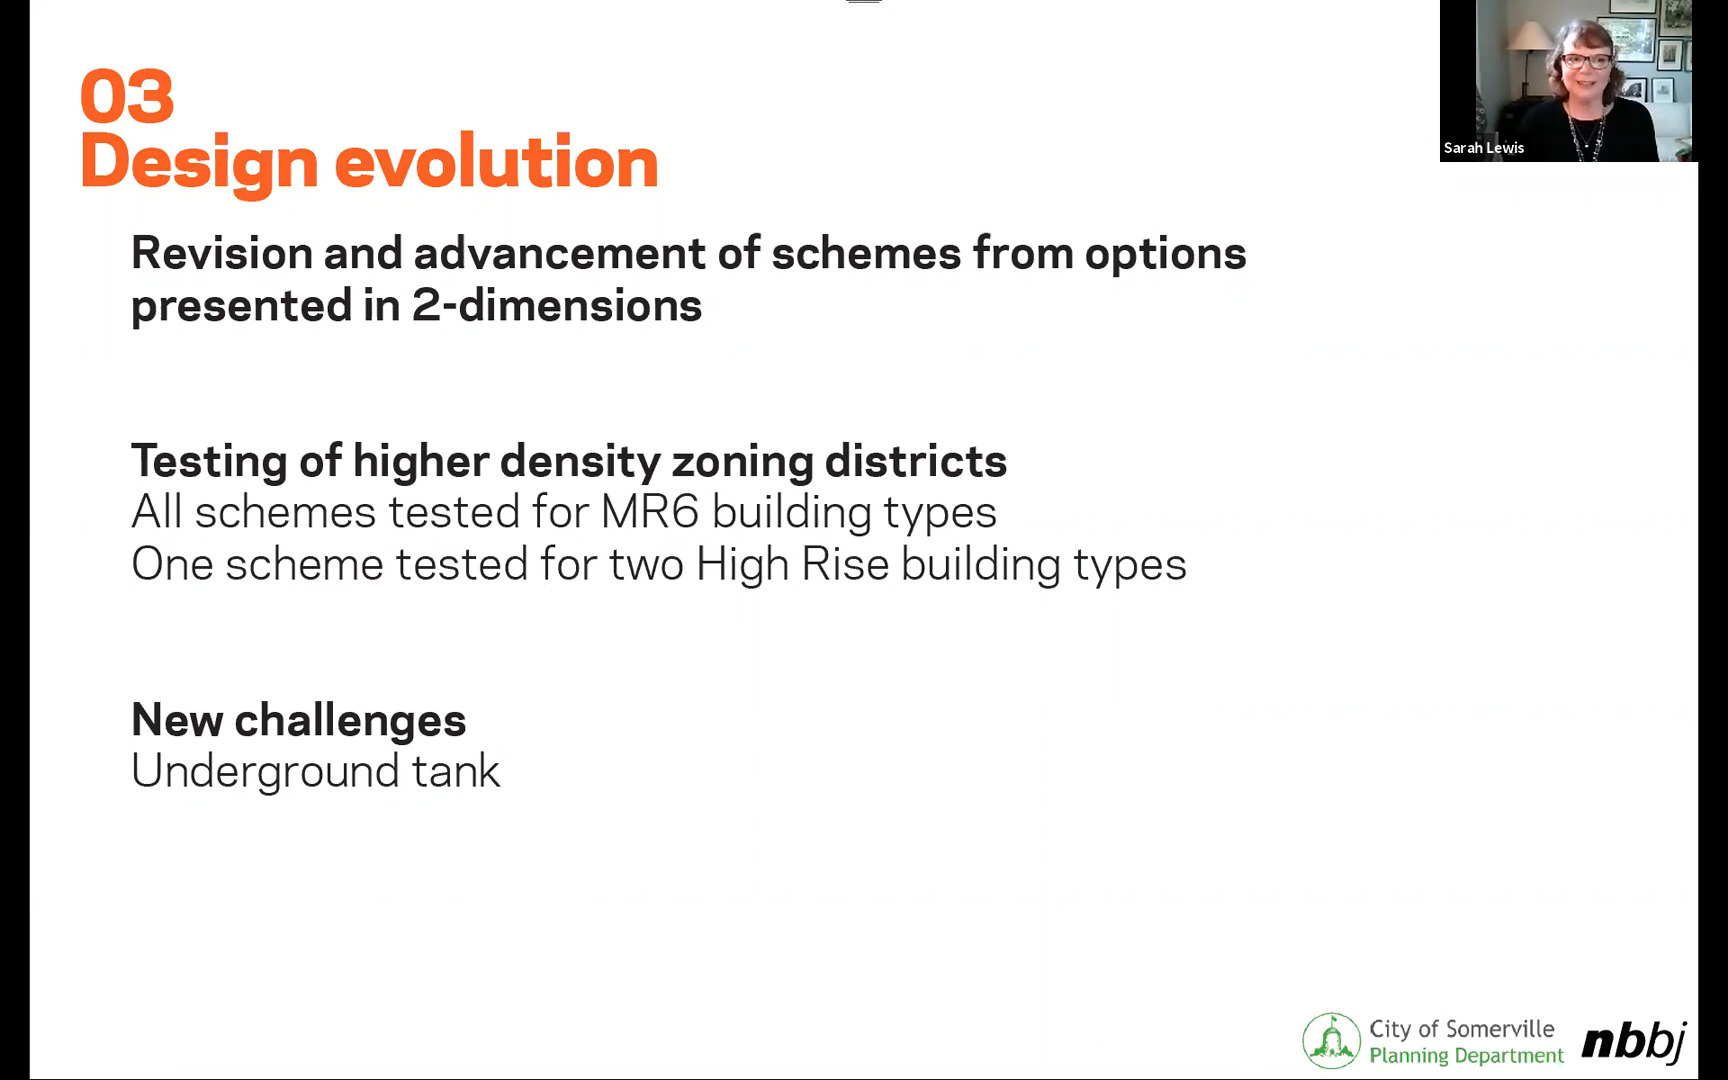 03
Design evolution
Revision and advancement of schemes from options
presented in 2-dimensions
Testing of higher density zoning districts
All schemes tested for MR6 building types
One scheme tested for two High Rise building types
New challenges
Underground tank
Sarah Lewis
City of Somerville
Planning Department
nbbj